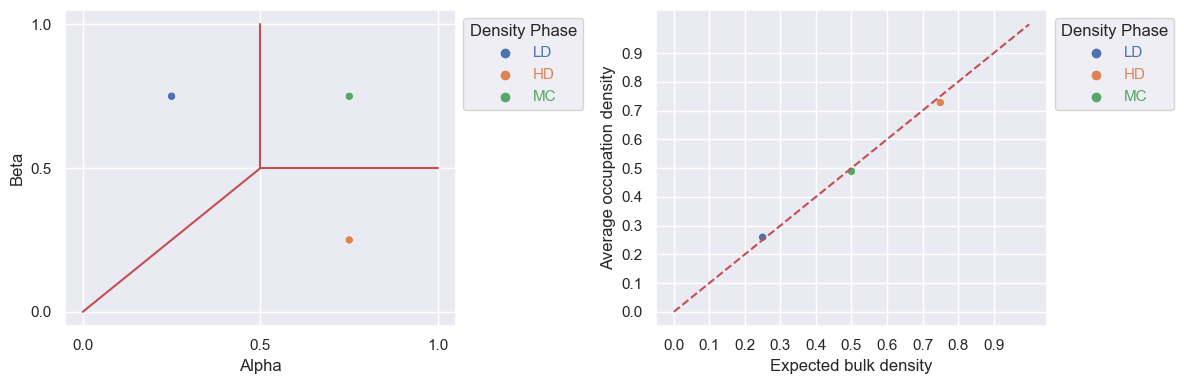 Density Phase
LD
HD
MC
1.0
0.5
0.0
Beta
0.0 0.5 1.0
Alpha
Density Phase
LD
HD
MC
0.9
0.8
0.7
0.6
0.5
0.4
0.3
0.2
0.1
0.0
Average occupation density
0.0 0.1 0.2 0.3 0.4 0.5 0.6 0.7 0.8 0.9
Expected bulk density